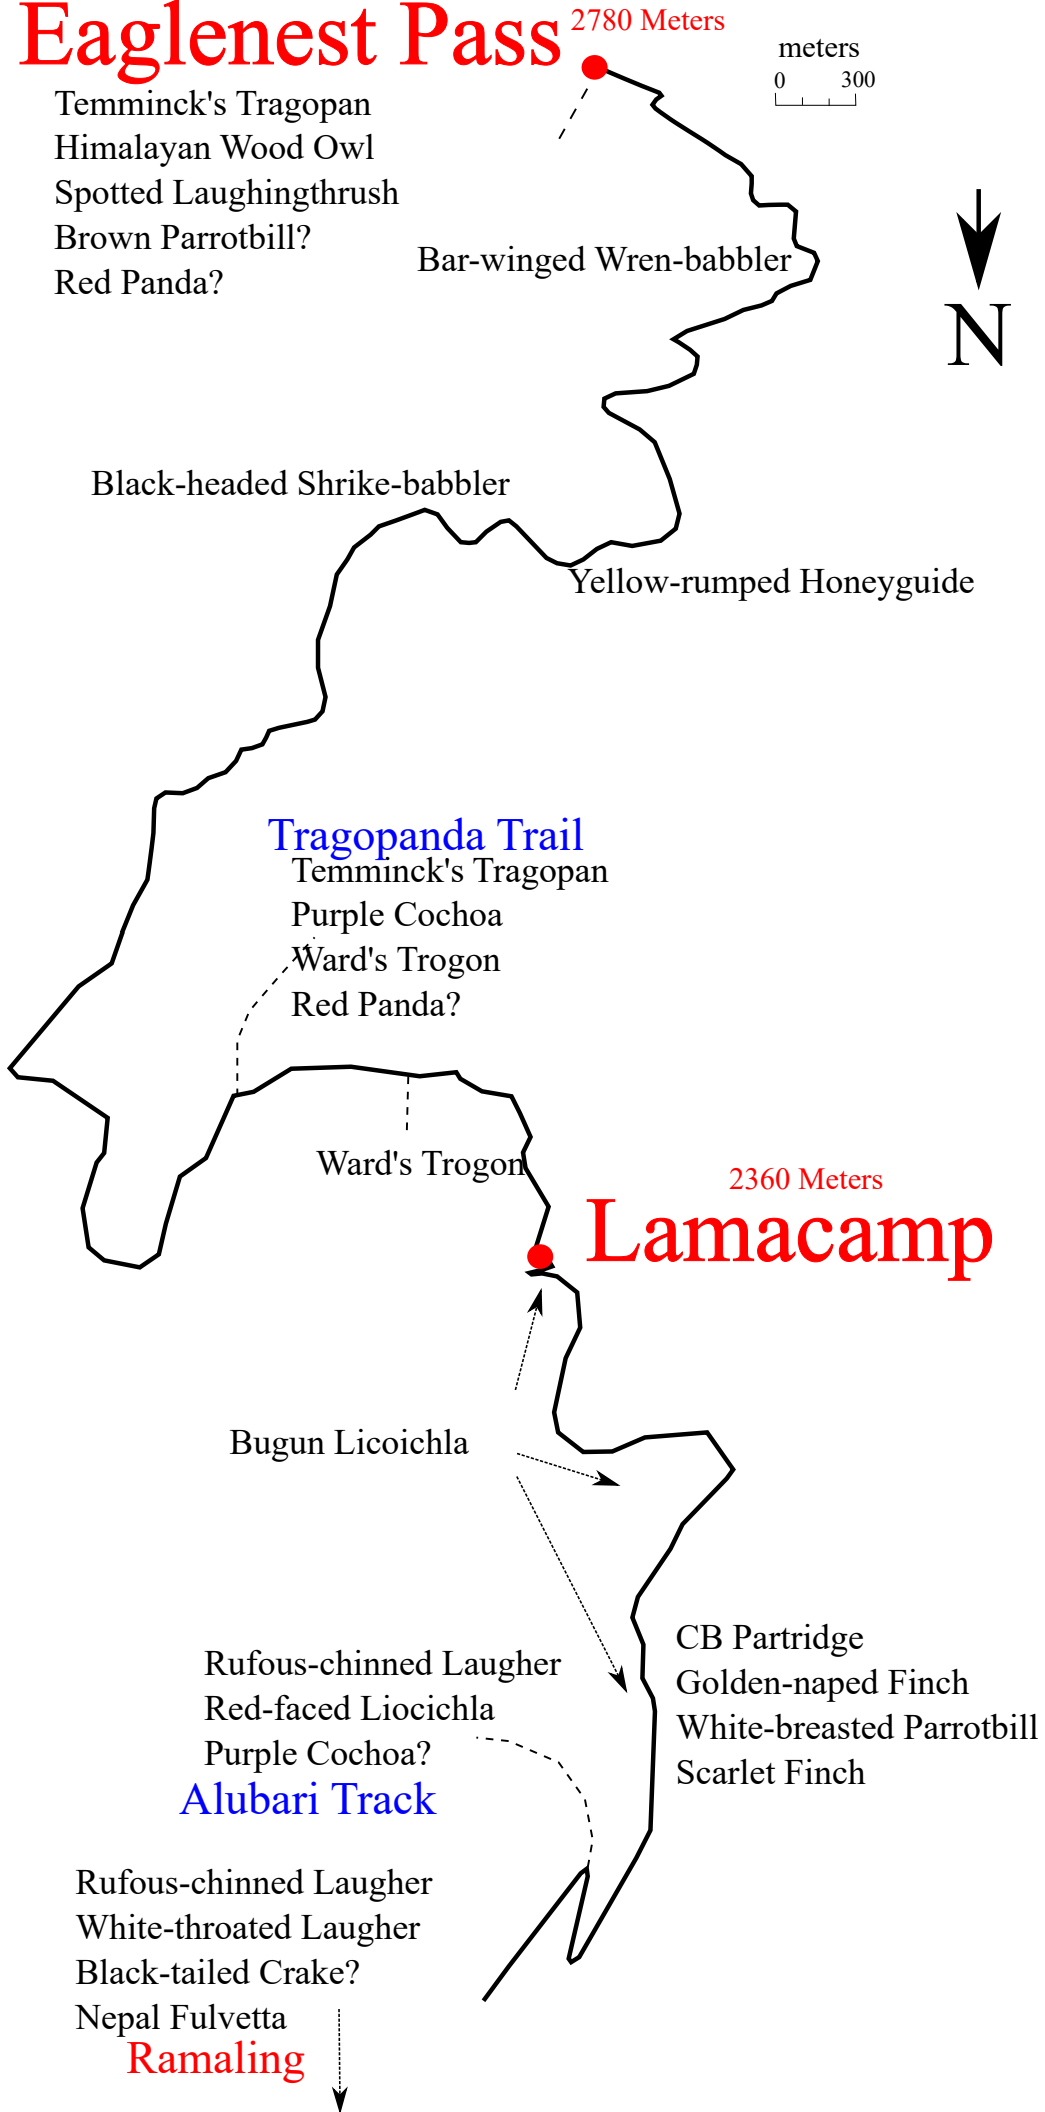 Eaglenest Pass
2780 Meters
meters
0 300
Temminck's Tragopan
Himalayan Wood Owl
Spotted Laughingthrush
Brown Parrotbill?
Red Panda?
Bar-winged Wren-babbler
N
Black-headed Shrike-babbler
Yellow-rumped Honeyguide
Tragopanda Trail
Temminck's Tragopan
Purple Cochoa
Ward's Trogon
Red Panda?
Ward's Trogon
2360 Meters
Lamacamp
Bugun Licoichla
CB Partridge
Golden-naped Finch
White-breasted Parrotbill
Scarlet Finch
Rufous-chinned Laugher
Red-faced Liocichla
Purple Cochoa?
Alubari Track
Rufous-chinned Laugher
White-throated Laugher
Black-tailed Crake?
Nepal Fulvetta
Ramaling